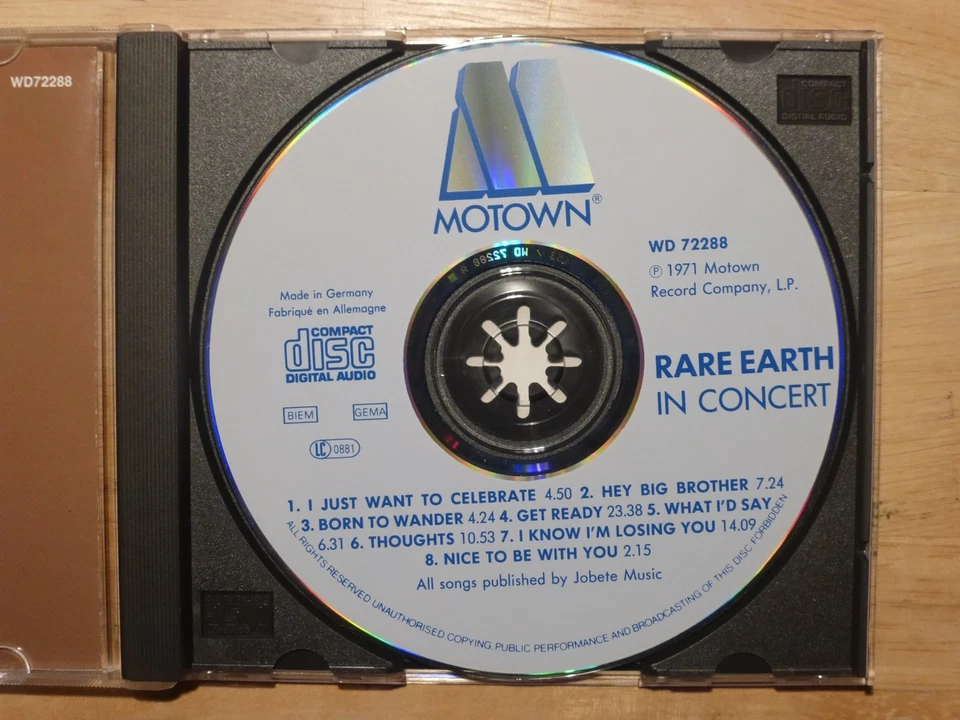 WD72288
COMPACT
disc
DIGITAL AUDIO
MOTOWN®
WD 72288
WD 72288
℗ 1971 Motown
Record Company, L.P.
Made in Germany
Fabriqué en Allemagne
COMPACT
disc
DIGITAL AUDIO
BIEM GEMA
LC 0881
RARE EARTH
IN CONCERT
1. I JUST WANT TO CELEBRATE 4.50 2. HEY BIG BROTHER 7.24
3. BORN TO WANDER 4.24 4. GET READY 23.38 5. WHAT I'D SAY
6.31 6. THOUGHTS 10.53 7. I KNOW I'M LOSING YOU 14.09
8. NICE TO BE WITH YOU 2.15
All songs published by Jobete Music
ALL RIGHTS RESERVED UNAUTHORISED COPYING, PUBLIC PERFORMANCE AND BROADCASTING OF THIS DISC FORBIDDEN